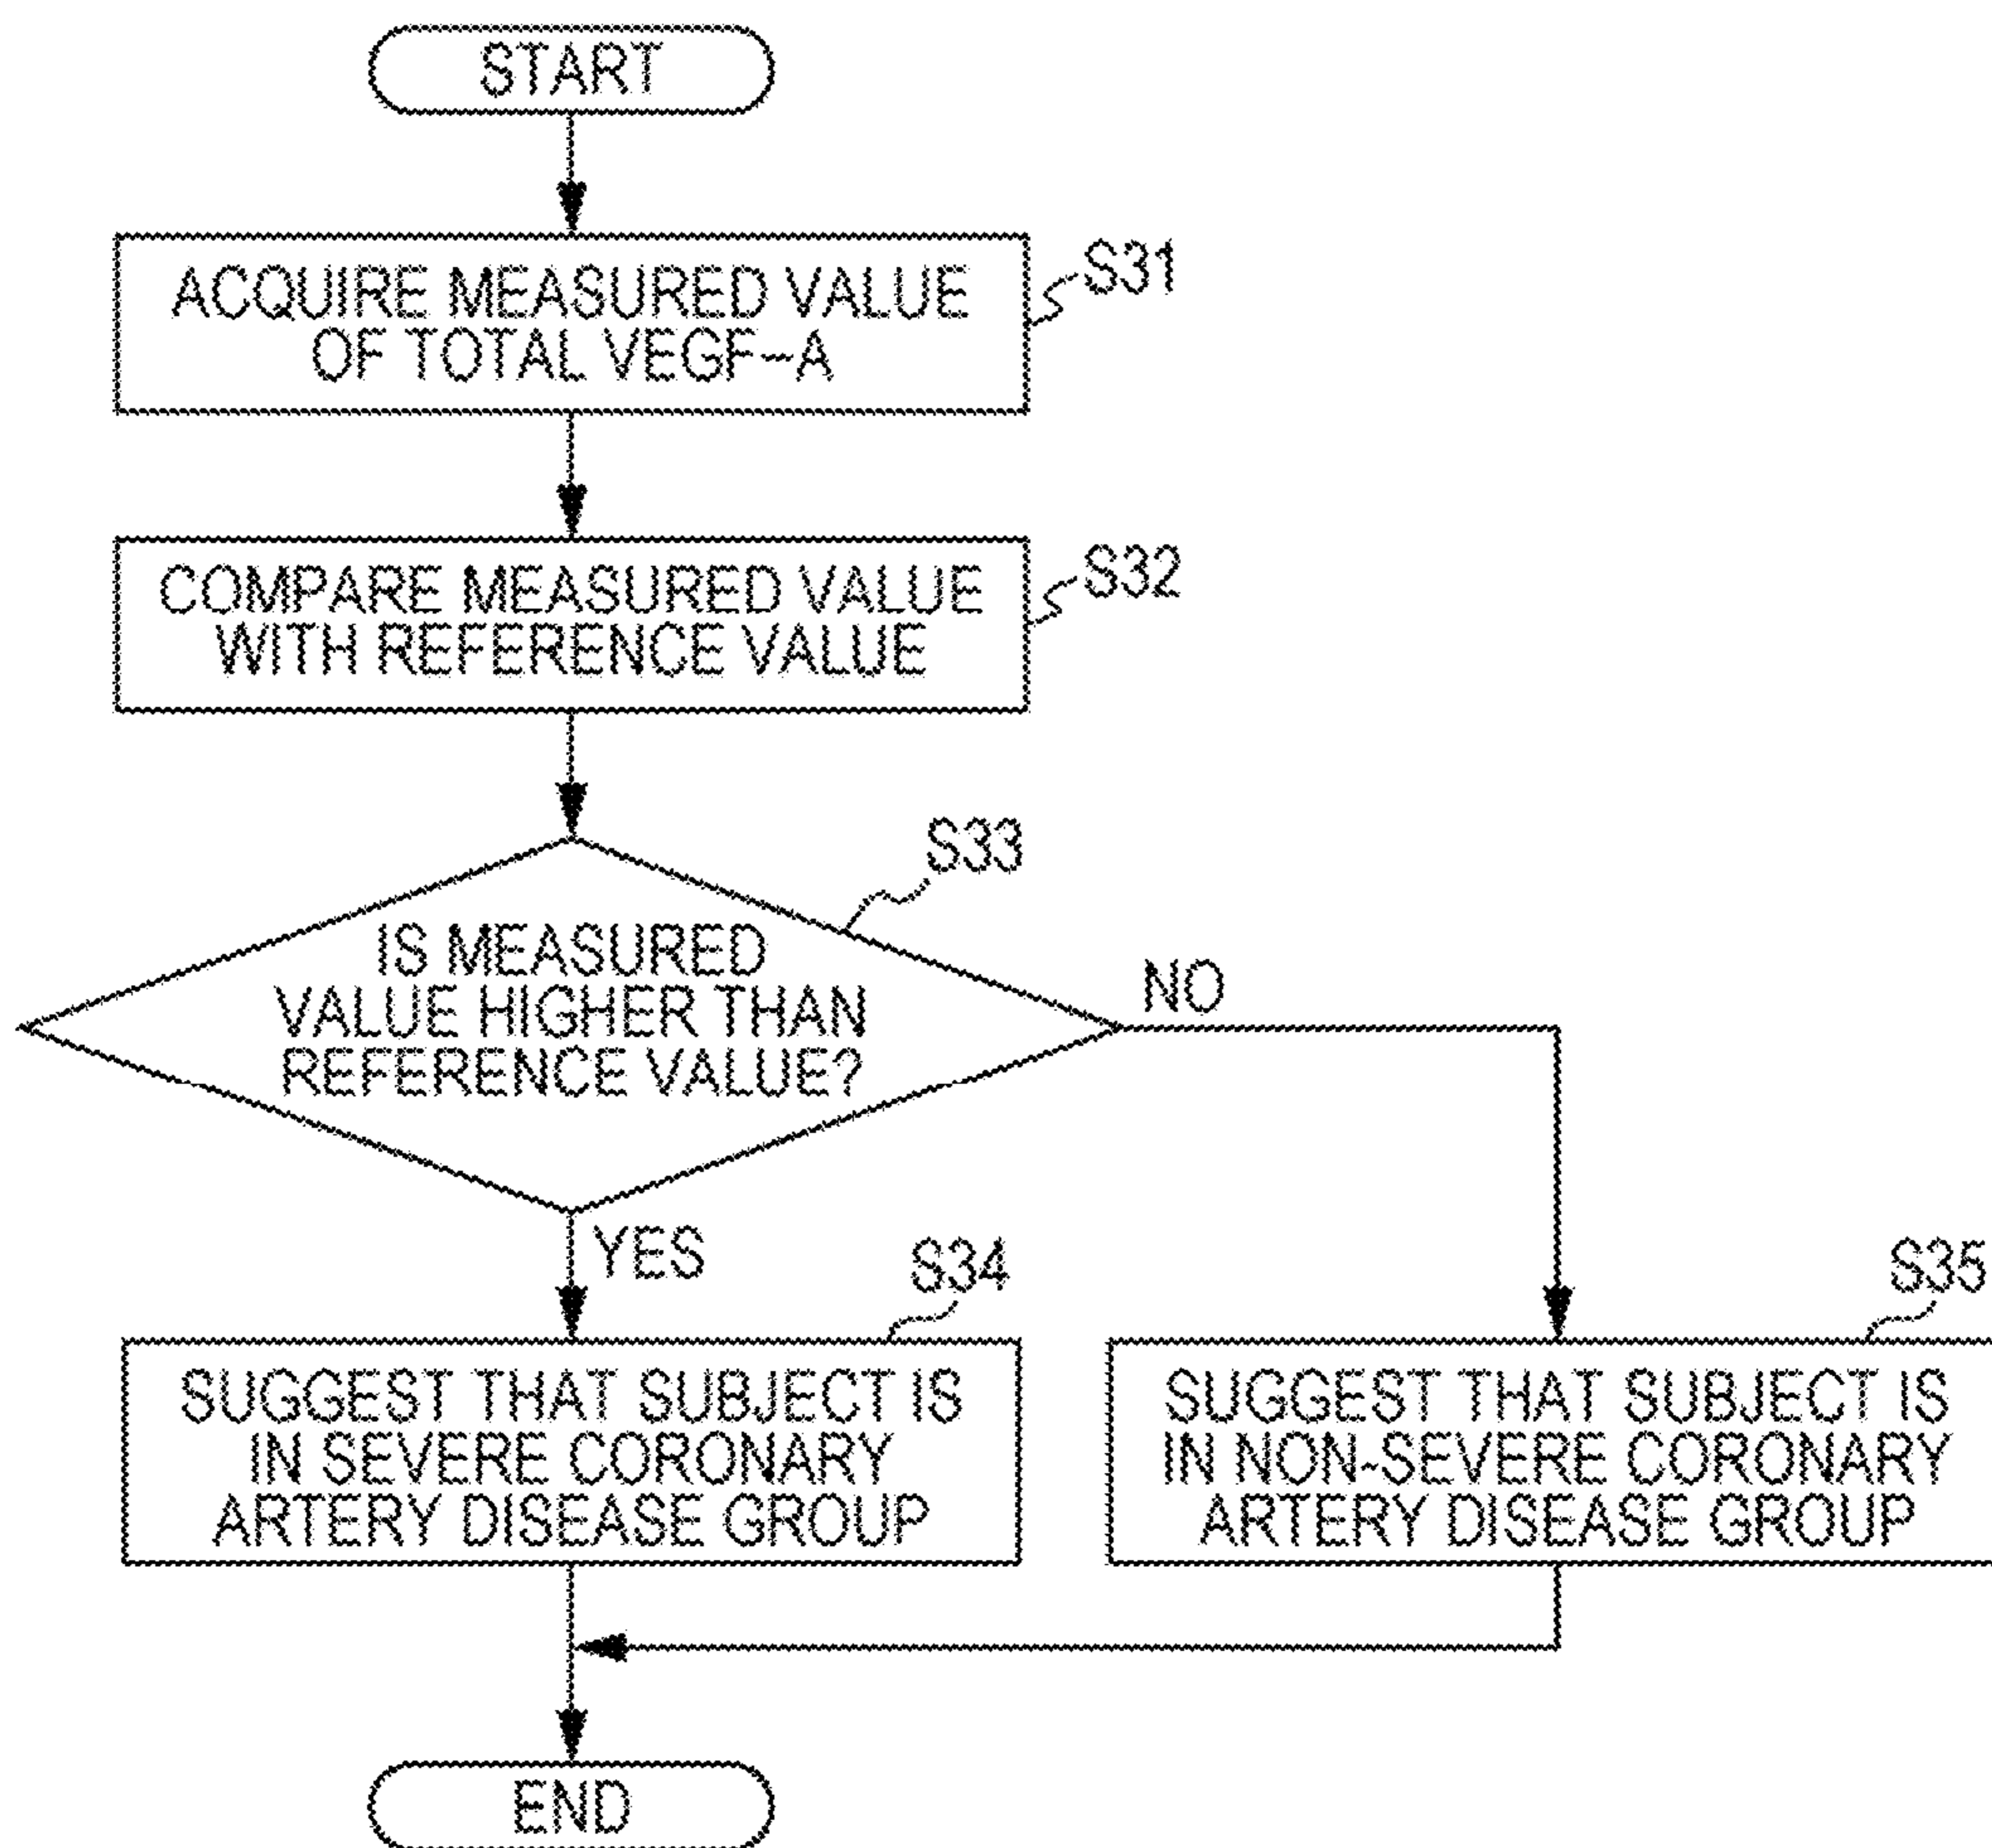 START
ACQUIRE MEASURED VALUE
OF TOTAL VEGF-A
S31
COMPARE MEASURED VALUE
WITH REFERENCE VALUE
S32
S33
IS MEASURED
VALUE HIGHER THAN
REFERENCE VALUE?
NO
YES
S34
SUGGEST THAT SUBJECT IS
IN SEVERE CORONARY
ARTERY DISEASE GROUP
S35
SUGGEST THAT SUBJECT IS
IN NON-SEVERE CORONARY
ARTERY DISEASE GROUP
END